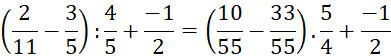 (2/11 − 3/5) : 4/5 + −1/2 = (10/55 − 33/55) . 5/4 + −1/2